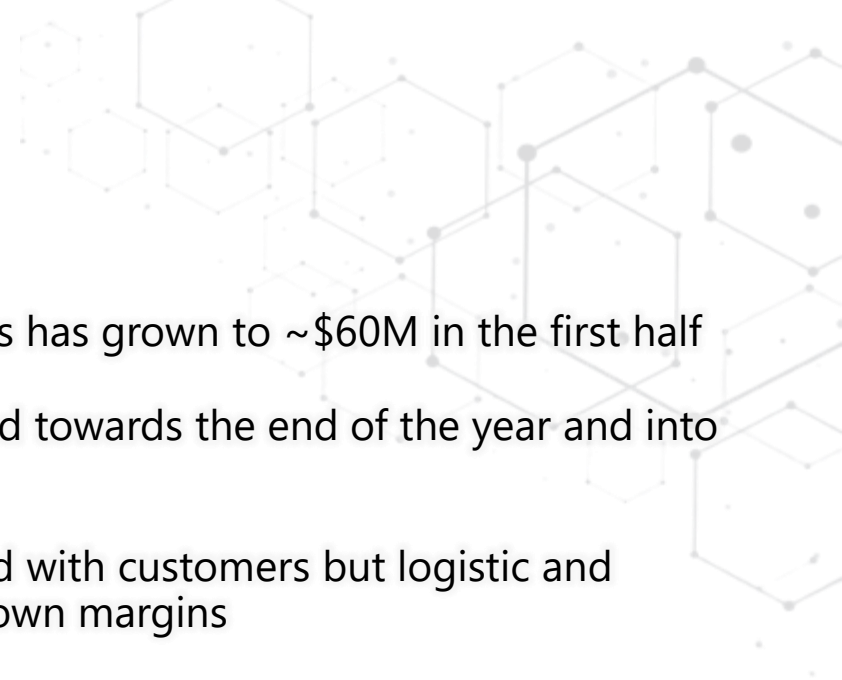 s has grown to ~$60M in the first half
d towards the end of the year and into
d with customers but logistic and
own margins